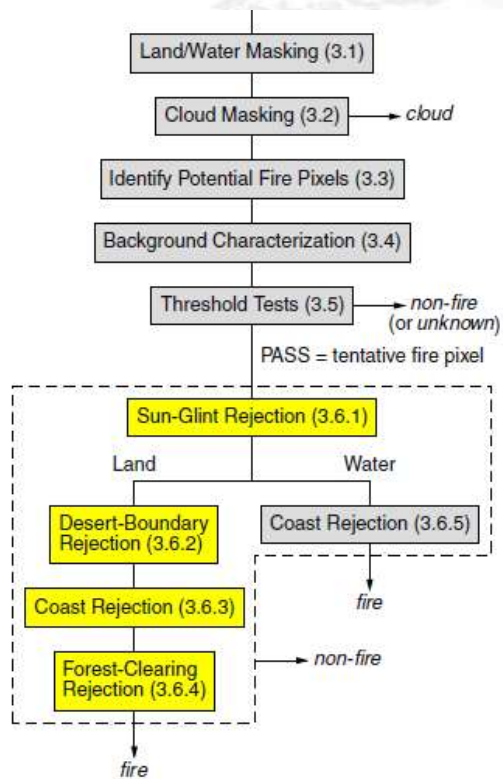 Land/Water Masking (3.1)
Cloud Masking (3.2)
cloud
Identify Potential Fire Pixels (3.3)
Background Characterization (3.4)
Threshold Tests (3.5)
non-fire
(or unknown)
PASS = tentative fire pixel
Sun-Glint Rejection (3.6.1)
Land
Water
Desert-Boundary
Rejection (3.6.2)
Coast Rejection (3.6.5)
Coast Rejection (3.6.3)
fire
Forest-Clearing
Rejection (3.6.4)
non-fire
fire